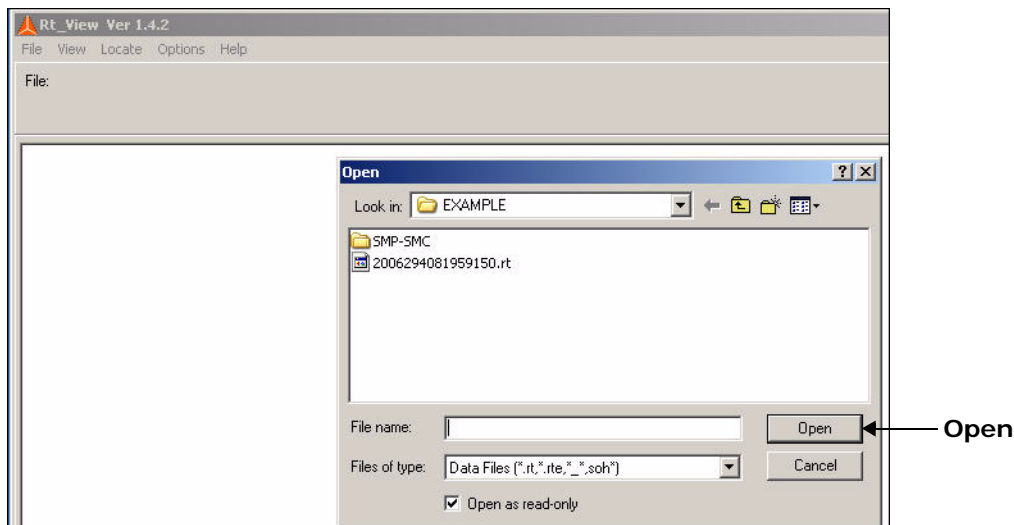 Rt_View Ver 1.4.2
File View Locate Options Help
File:
Open
Look in: EXAMPLE
SMP-SMC
2006294081959150.rt
File name:
Open
Open
Files of type: Data Files (*.rt,*.rte,*_*,soh*)
Cancel
Open as read-only